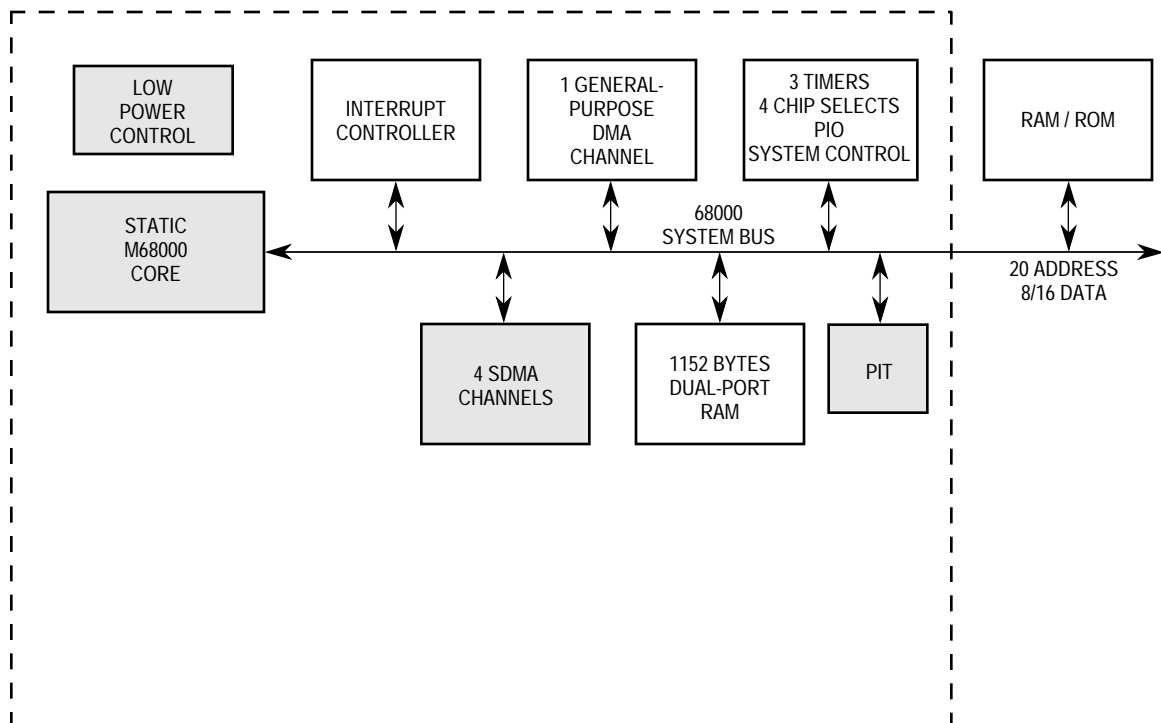 LOW
POWER
CONTROL
INTERRUPT
CONTROLLER
1 GENERAL-
PURPOSE
DMA
CHANNEL
3 TIMERS
4 CHIP SELECTS
PIO
SYSTEM CONTROL
RAM / ROM
STATIC
M68000
CORE
68000
SYSTEM BUS
20 ADDRESS
8/16 DATA
4 SDMA
CHANNELS
1152 BYTES
DUAL-PORT
RAM
PIT